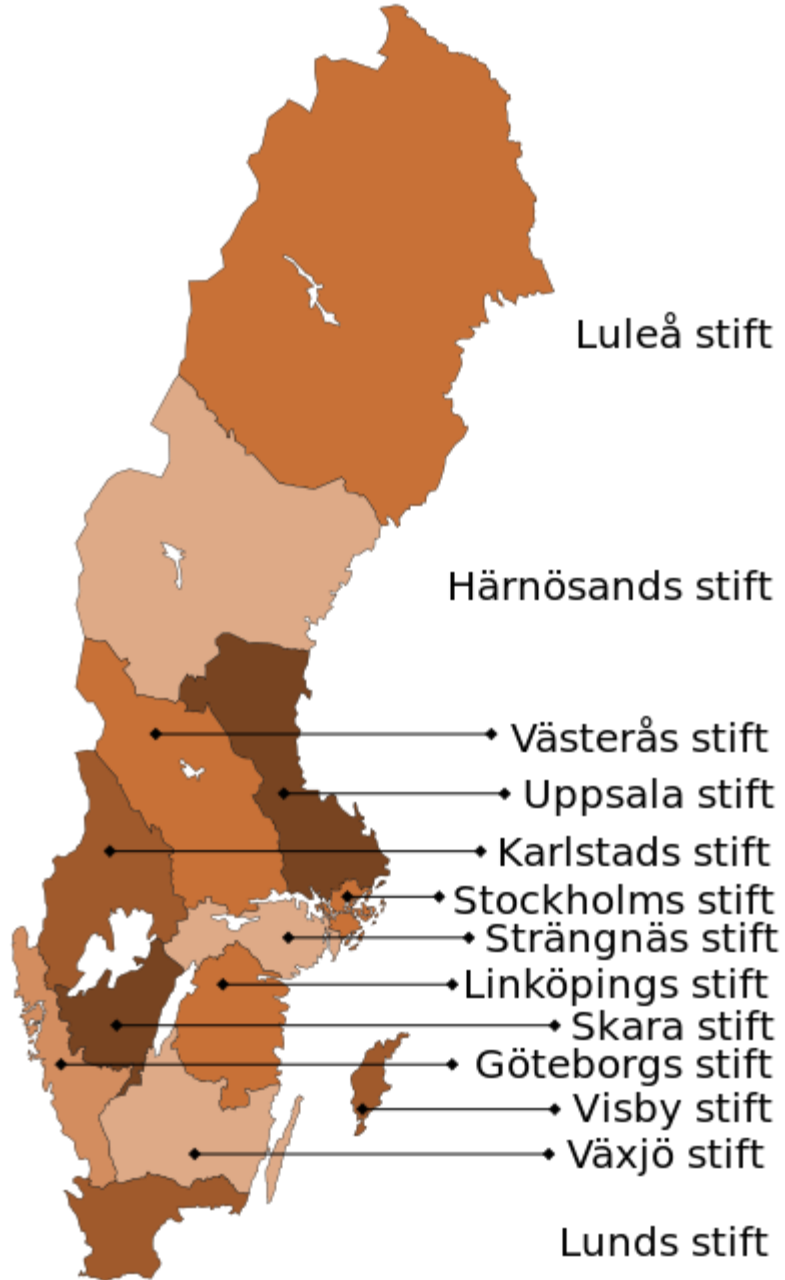 Luleå stift
Härnösands stift
Västerås stift
Uppsala stift
Karlstads stift
Stockholms stift
Strängnäs stift
Linköpings stift
Skara stift
Göteborgs stift
Visby stift
Växjö stift
Lunds stift